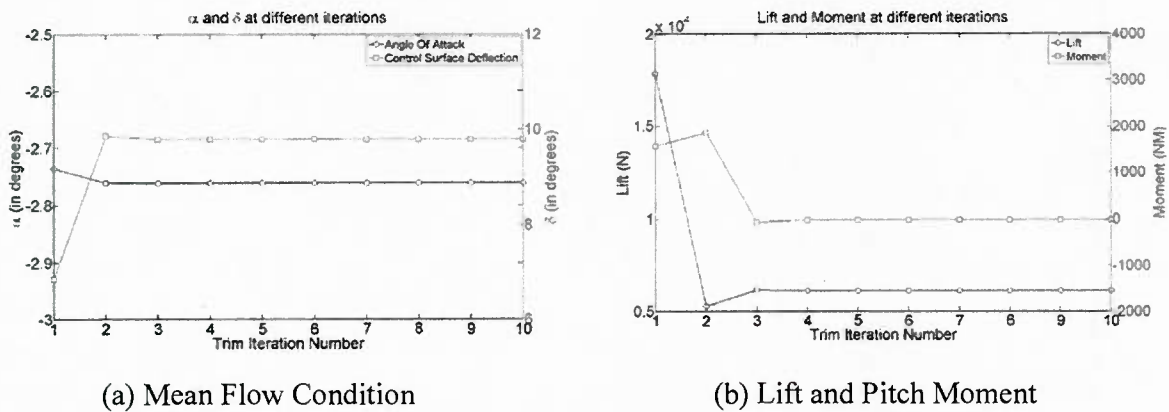 α and δ at different iterations
Angle Of Attack
Control Surface Deflection
α (in degrees)
-2.5
-2.6
-2.7
-2.8
-2.9
-3
δ (in degrees)
12
10
8
6
1 2 3 4 5 6 7 8 9 10
Trim Iteration Number
(a) Mean Flow Condition
Lift and Moment at different iterations
2 x 10⁴
Lift
Moment
Lift (N)
1.5
1
0.5
Moment (NM)
4000
3000
2000
1000
0
-1000
-2000
1 2 3 4 5 6 7 8 9 10
Trim Iteration Number
(b) Lift and Pitch Moment